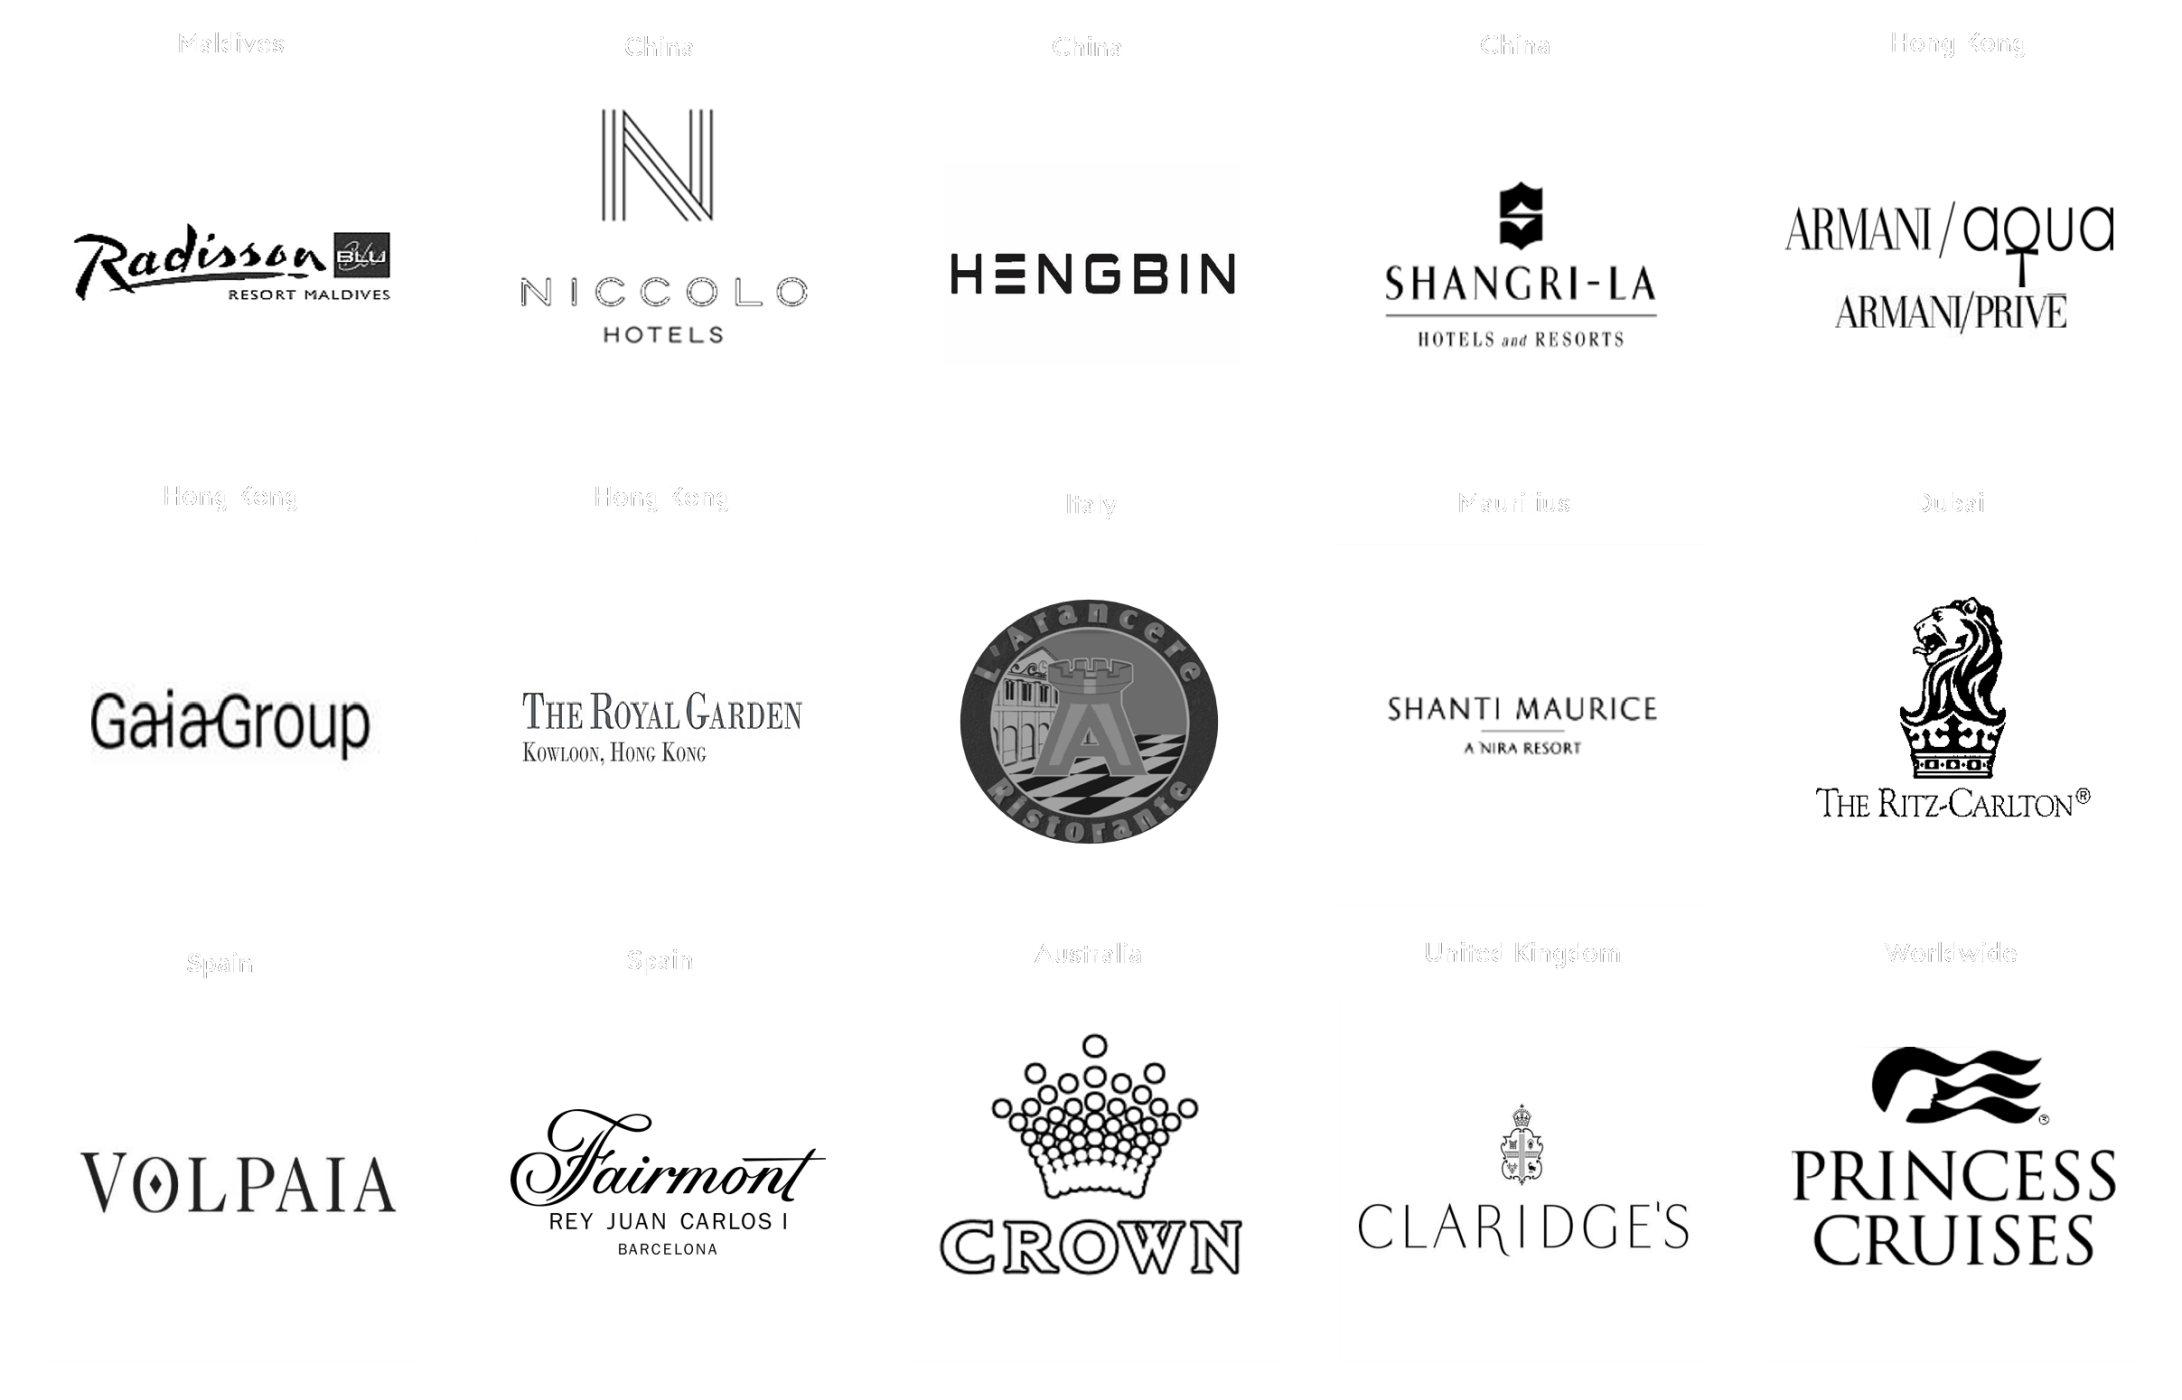 Maldives
China
China
China
Hong Kong
Radisson BLU
RESORT MALDIVES
N
NICCOLO
HOTELS
HENGBIN
S
SHANGRI-LA
HOTELS and RESORTS
ARMANI/aqua
ARMANI/PRIVĒ
Hong Kong
Hong Kong
Italy
Mauritius
Dubai
GaiaGroup
THE ROYAL GARDEN
KOWLOON, HONG KONG
L'Arancere
A
Ristorante
SHANTI MAURICE
A NIRA RESORT
THE RITZ-CARLTON®
Spain
Spain
Australia
United Kingdom
Worldwide
VOLPAIA
Fairmont
REY JUAN CARLOS I
BARCELONA
CROWN
CLARIDGE'S
®
PRINCESS
CRUISES